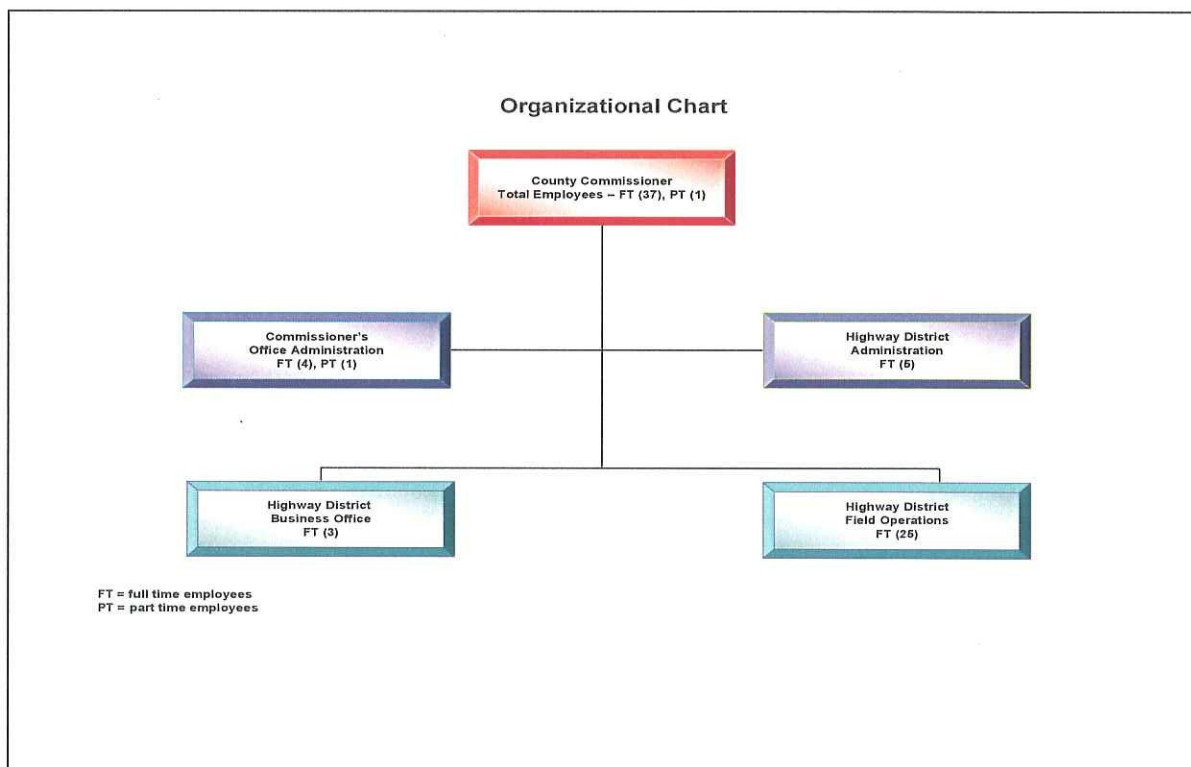 Organizational Chart
County Commissioner
Total Employees – FT (37), PT (1)
Commissioner's
Office Administration
FT (4), PT (1)
Highway District
Administration
FT (5)
Highway District
Business Office
FT (3)
Highway District
Field Operations
FT (25)
FT = full time employees
PT = part time employees